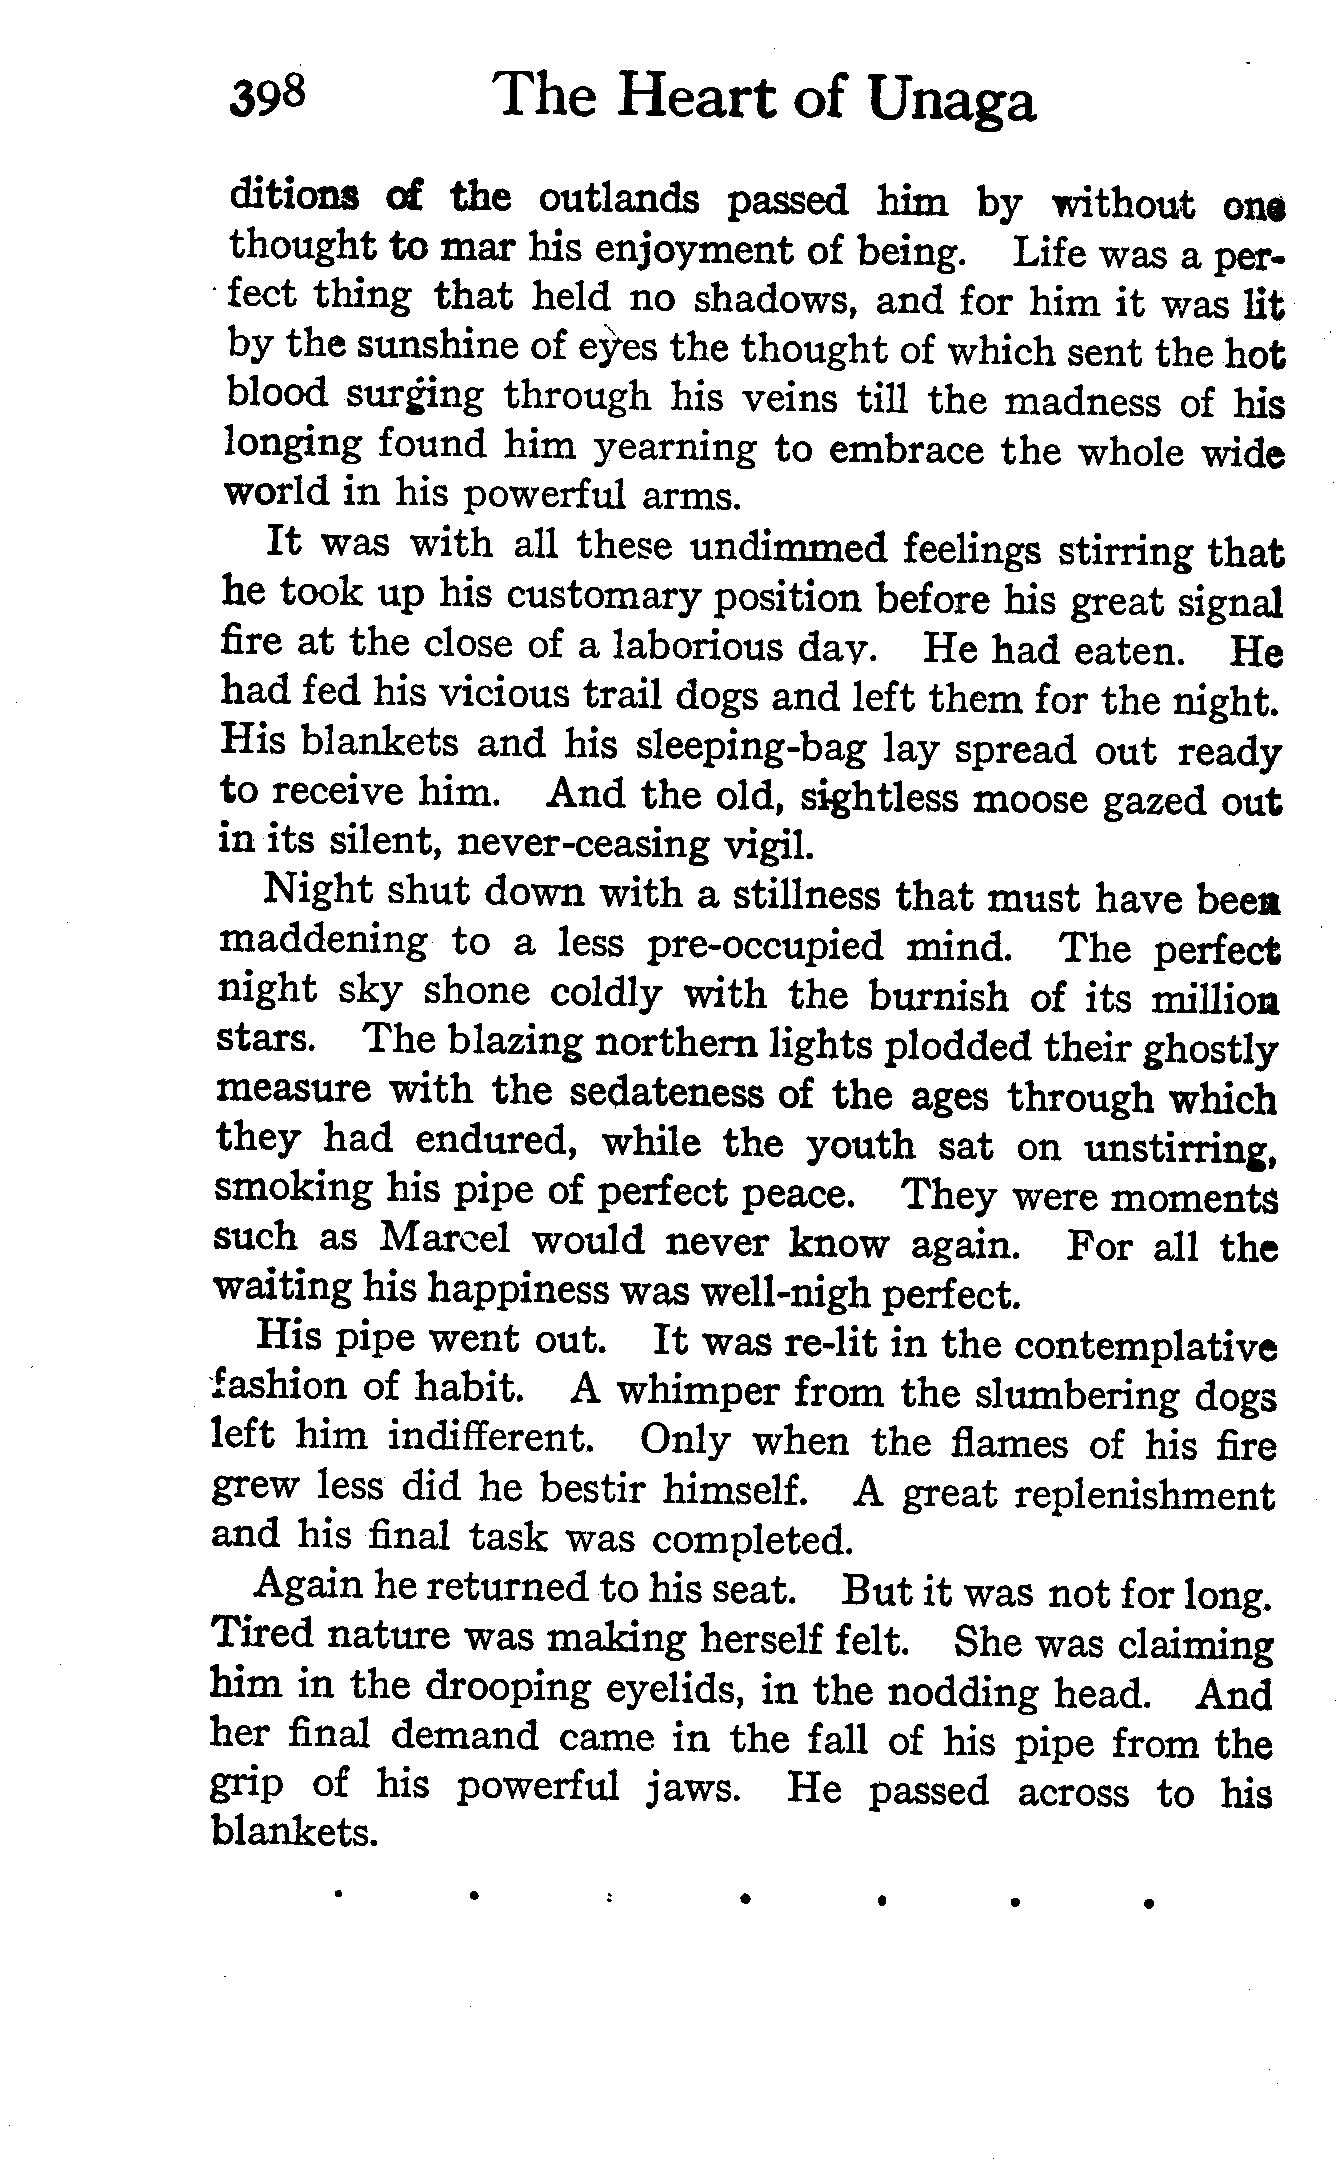 398 The Heart of Unaga
ditions of the outlands passed him by without one
thought to mar his enjoyment of being. Life was a per-
fect thing that held no shadows, and for him it was lit
by the sunshine of eyes the thought of which sent the hot
blood surging through his veins till the madness of his
longing found him yearning to embrace the whole wide
world in his powerful arms.
It was with all these undimmed feelings stirring that
he took up his customary position before his great signal
fire at the close of a laborious day. He had eaten. He
had fed his vicious trail dogs and left them for the night.
His blankets and his sleeping-bag lay spread out ready
to receive him. And the old, sightless moose gazed out
in its silent, never-ceasing vigil.
Night shut down with a stillness that must have been
maddening to a less pre-occupied mind. The perfect
night sky shone coldly with the burnish of its million
stars. The blazing northern lights plodded their ghostly
measure with the sedateness of the ages through which
they had endured, while the youth sat on unstirring,
smoking his pipe of perfect peace. They were moments
such as Marcel would never know again. For all the
waiting his happiness was well-nigh perfect.
His pipe went out. It was re-lit in the contemplative
fashion of habit. A whimper from the slumbering dogs
left him indifferent. Only when the flames of his fire
grew less did he bestir himself. A great replenishment
and his final task was completed.
Again he returned to his seat. But it was not for long.
Tired nature was making herself felt. She was claiming
him in the drooping eyelids, in the nodding head. And
her final demand came in the fall of his pipe from the
grip of his powerful jaws. He passed across to his
blankets.
. . . . . . .